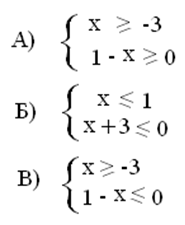 А) { x ≥ -3
1 - x ≥ 0
Б) { x ≤ 1
x + 3 ≤ 0
В) { x ≥ -3
1 - x ≤ 0